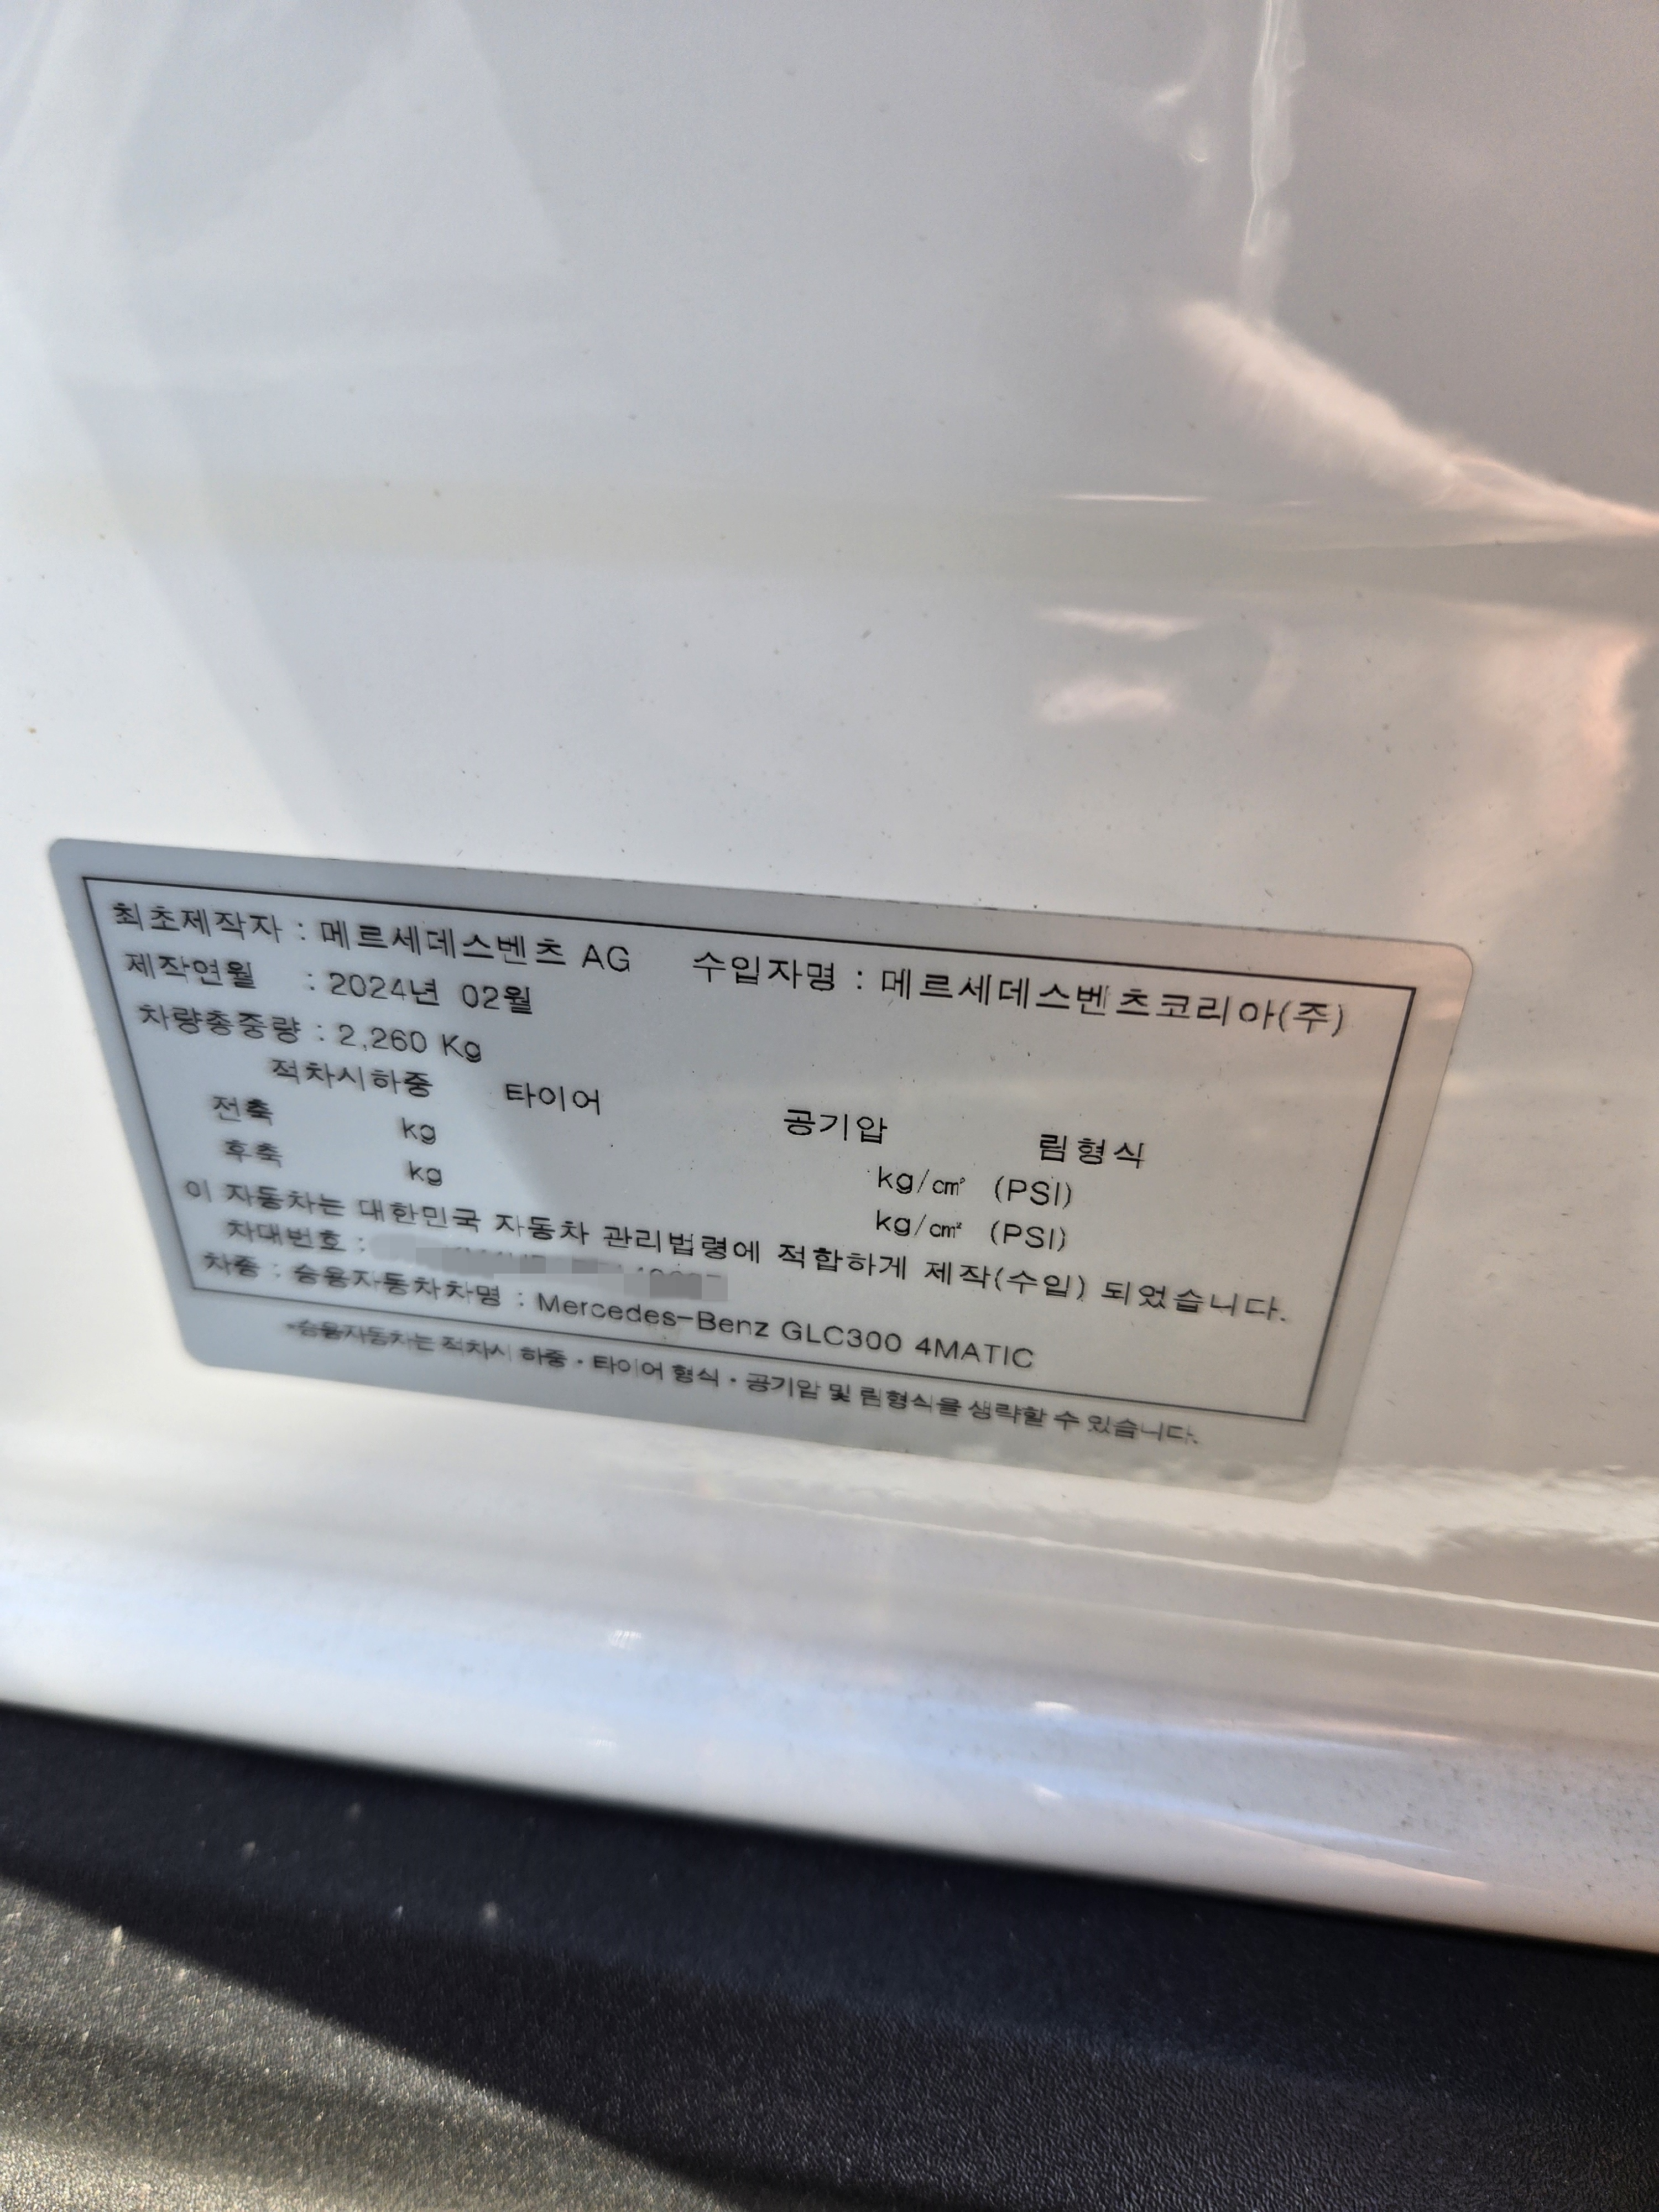 최초제작자 : 메르세데스벤츠 AG 수입자명 : 메르세데스벤츠코리아(주)
제작연월 : 2024년 02월
차량총중량 : 2,260 Kg
적차시하중 타이어 공기압 림형식
전축 kg kg/㎠ (PSI)
후축 kg kg/㎠ (PSI)
이 자동차는 대한민국 자동차 관리법령에 적합하게 제작(수입) 되었습니다.
차대번호 :
차종 : 승용자동차차명 : Mercedes-Benz GLC300 4MATIC
·승용자동차는 적차시 하중·타이어 형식·공기압 및 림형식을 생략할 수 있습니다.